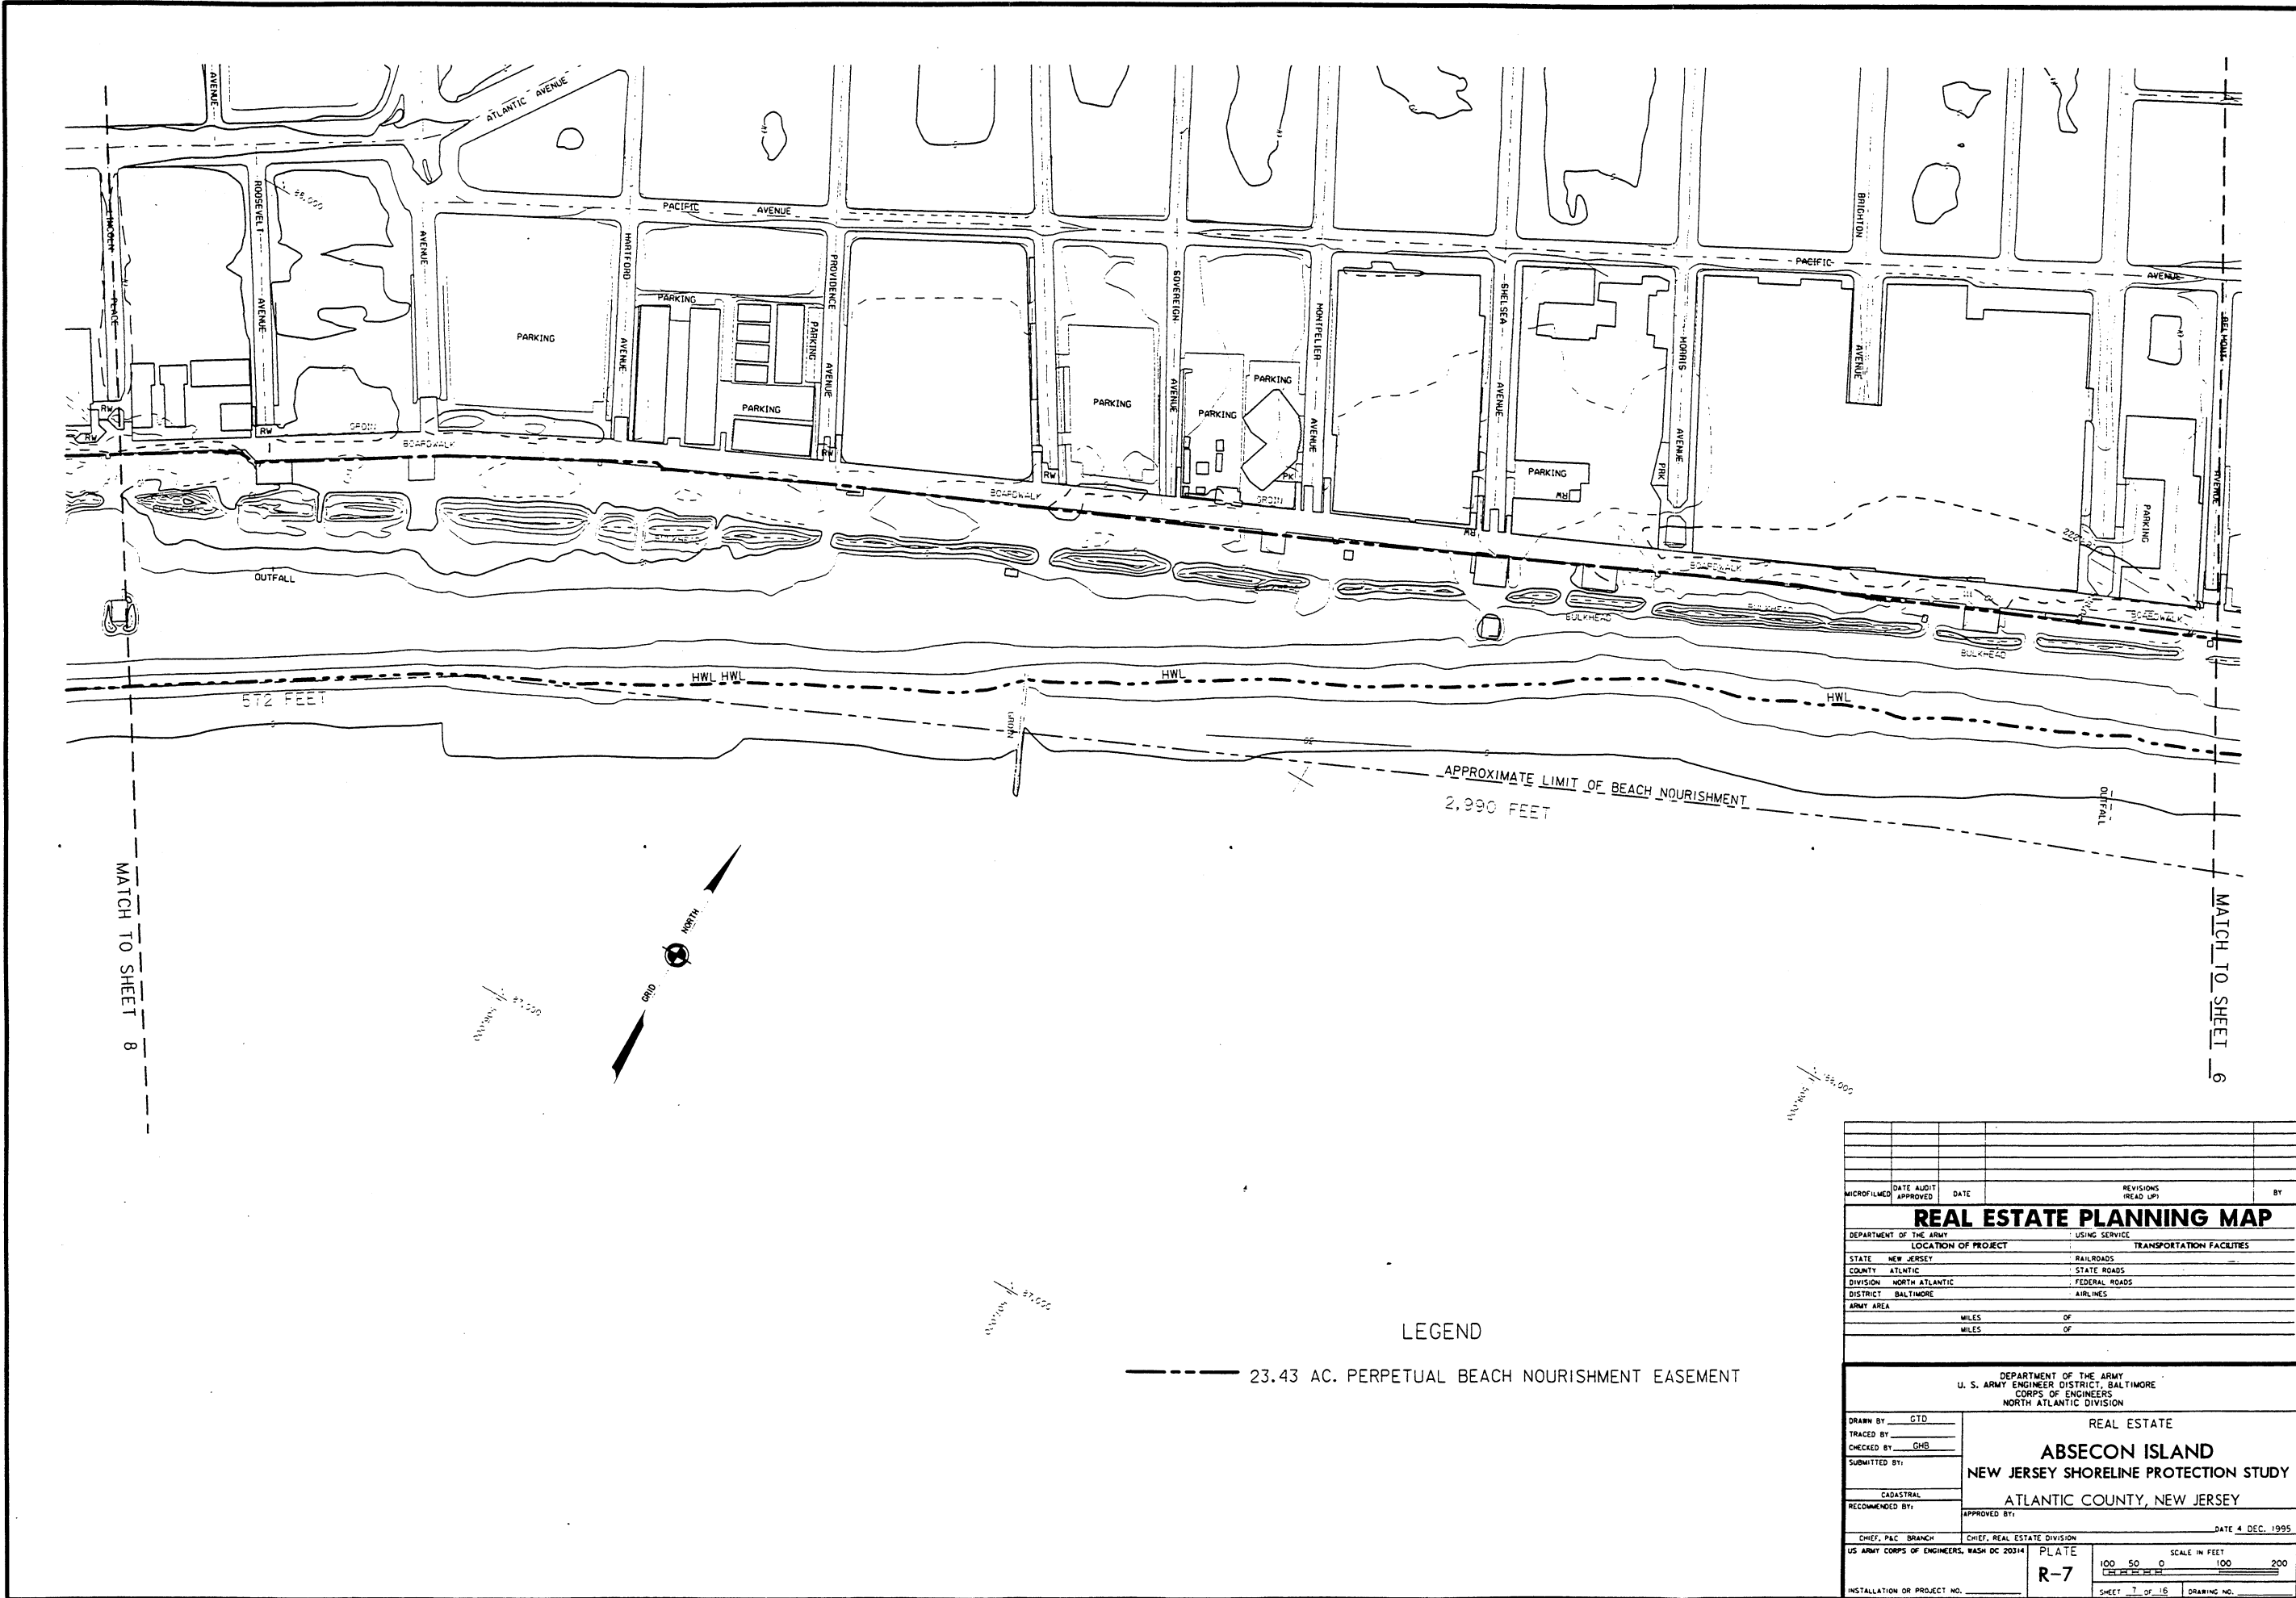 AVENUE
ATLANTIC AVENUE
LINCOLN PLACE
ROOSEVELT AVENUE
AVENUE
HARTFORD AVENUE
PACIFIC AVENUE
PROVIDENCE AVENUE
SOVEREIGN AVENUE
MONTPELIER AVENUE
SHELSEA AVENUE
MORRIS AVENUE
BRIGHTON AVENUE
PACIFIC AVENUE
BELMONT AVENUE
PARKING
PARKING
PARKING
PARKING
PARKING
PARKING
PARKING
PARKING
PARKING
PRK
PK
RW
RW
RW
RW
RW
RW
RW
GROIN
BOARDWALK
BOARDWALK
GROIN
BOARDWALK
BOARDWALK
BULKHEAD
BULKHEAD
BULKHEAD
BULKHEAD
OUTFALL
HWL HWL
HWL
HWL
572 FEET
GROIN
APPROXIMATE LIMIT OF BEACH NOURISHMENT
2,990 FEET
OUTFALL
MATCH TO SHEET 8
MATCH TO SHEET 6
GRID NORTH
LEGEND
23.43 AC. PERPETUAL BEACH NOURISHMENT EASEMENT
MICROFILMED DATE AUDIT APPROVED DATE REVISIONS (READ UP) BY
REAL ESTATE PLANNING MAP
DEPARTMENT OF THE ARMY USING SERVICE
LOCATION OF PROJECT TRANSPORTATION FACILITIES
STATE NEW JERSEY RAILROADS
COUNTY ATLNTIC STATE ROADS
DIVISION NORTH ATLANTIC FEDERAL ROADS
DISTRICT BALTIMORE AIRLINES
ARMY AREA
MILES OF
MILES OF
DEPARTMENT OF THE ARMY
U. S. ARMY ENGINEER DISTRICT, BALTIMORE
CORPS OF ENGINEERS
NORTH ATLANTIC DIVISION
DRAWN BY GTD
TRACED BY
CHECKED BY GHB
SUBMITTED BY:
CADASTRAL
RECOMMENDED BY:
CHIEF, P&C BRANCH
REAL ESTATE
ABSECON ISLAND
NEW JERSEY SHORELINE PROTECTION STUDY
ATLANTIC COUNTY, NEW JERSEY
APPROVED BY:
DATE 4 DEC. 1995
CHIEF, REAL ESTATE DIVISION
US ARMY CORPS OF ENGINEERS, WASH DC 20314
INSTALLATION OR PROJECT NO.
PLATE
R-7
SCALE IN FEET
100 50 0 100 200
SHEET 7 OF 16 DRAWING NO.